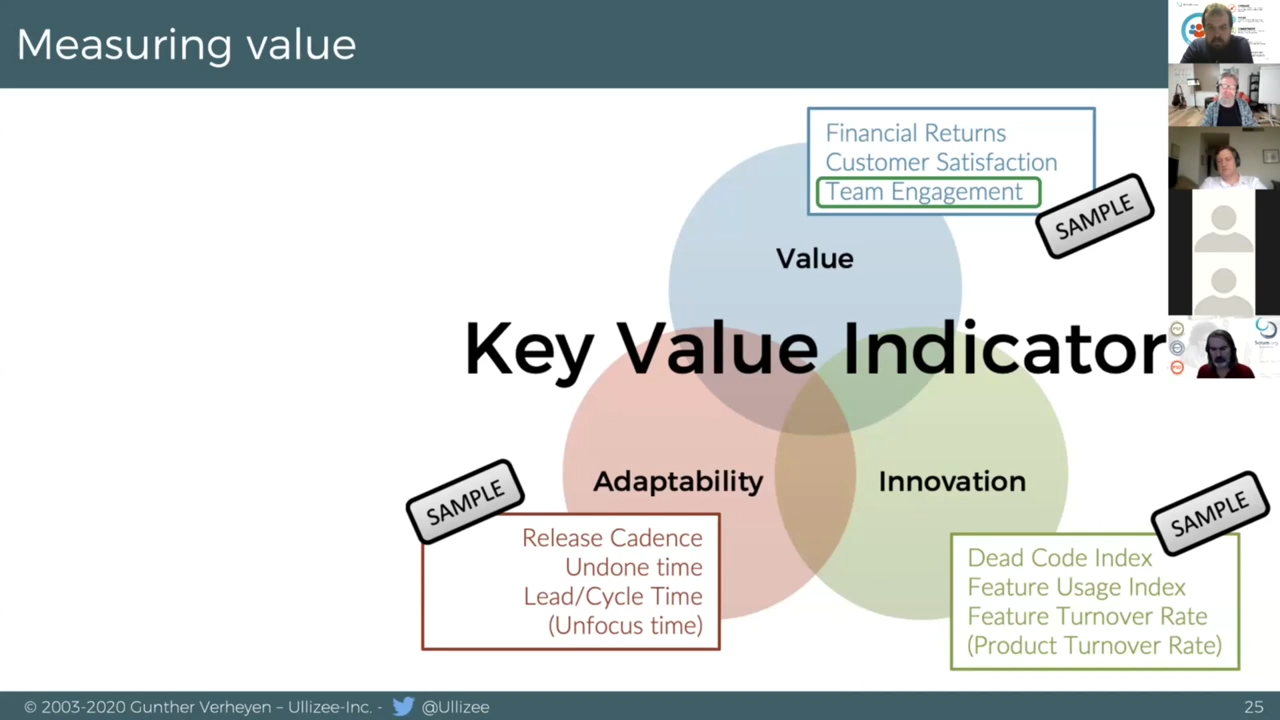 Measuring value
Financial Returns
Customer Satisfaction
Team Engagement
SAMPLE
Value
Key Value Indicator
Adaptability
Innovation
SAMPLE
SAMPLE
Release Cadence
Undone time
Lead/Cycle Time
(Unfocus time)
Dead Code Index
Feature Usage Index
Feature Turnover Rate
(Product Turnover Rate)
© 2003-2020 Gunther Verheyen – Ullizee-Inc. - @Ullizee
25